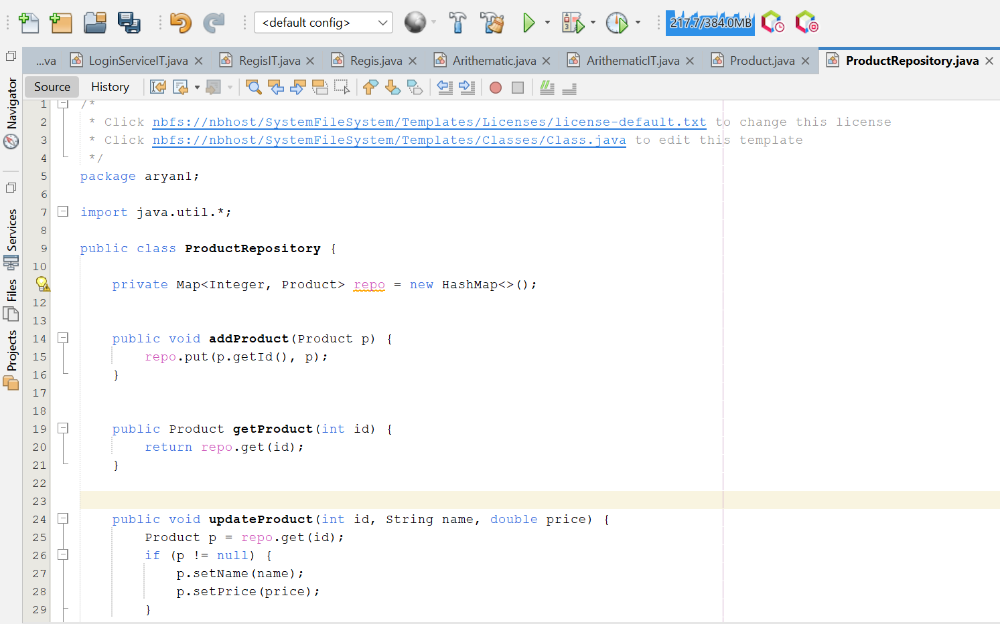 <default config>
217.7/384.0MB
...va
LoginServiceIT.java
RegisIT.java
Regis.java
Arithematic.java
ArithematicIT.java
Product.java
ProductRepository.java
Source
History
Navigator
Services
Files
Projects
1 /*
2 * Click nbfs://nbhost/SystemFileSystem/Templates/Licenses/license-default.txt to change this license
3 * Click nbfs://nbhost/SystemFileSystem/Templates/Classes/Class.java to edit this template
4 */
5 package aryan1;
6
7 import java.util.*;
8
9 public class ProductRepository {
10
private Map<Integer, Product> repo = new HashMap<>();
12
13
14 public void addProduct(Product p) {
15 repo.put(p.getId(), p);
16 }
17
18
19 public Product getProduct(int id) {
20 return repo.get(id);
21 }
22
23
24 public void updateProduct(int id, String name, double price) {
25 Product p = repo.get(id);
26 if (p != null) {
27 p.setName(name);
28 p.setPrice(price);
29 }